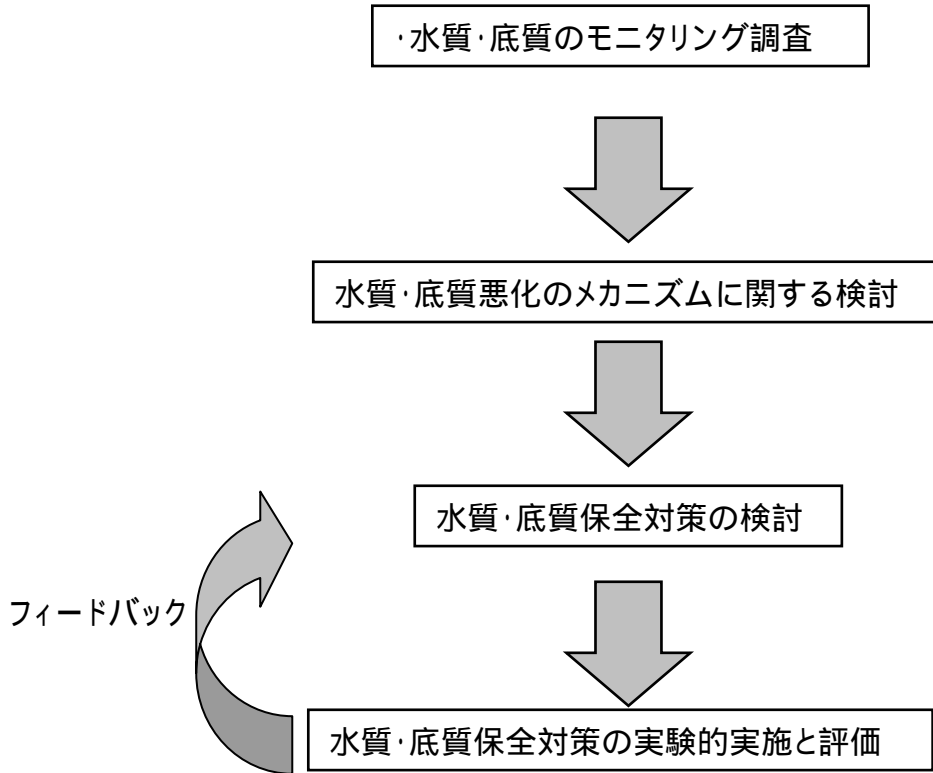 ・水質・底質のモニタリング調査
水質・底質悪化のメカニズムに関する検討
水質・底質保全対策の検討
フィードバック
水質・底質保全対策の実験的実施と評価